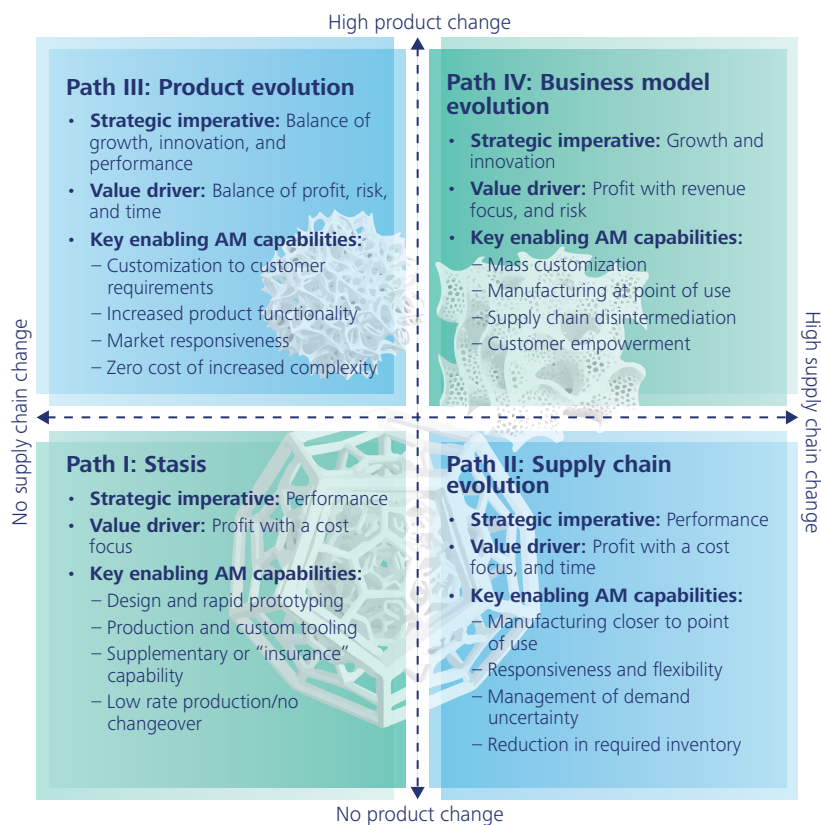 High product change
No supply chain change
Path III: Product evolution
• Strategic imperative: Balance of
growth, innovation, and
performance
• Value driver: Balance of profit, risk,
and time
• Key enabling AM capabilities:
– Customization to customer
requirements
– Increased product functionality
– Market responsiveness
– Zero cost of increased complexity
Path IV: Business model
evolution
• Strategic imperative: Growth and
innovation
• Value driver: Profit with revenue
focus, and risk
• Key enabling AM capabilities:
– Mass customization
– Manufacturing at point of use
– Supply chain disintermediation
– Customer empowerment
High supply chain change
Path I: Stasis
• Strategic imperative: Performance
• Value driver: Profit with a cost
focus
• Key enabling AM capabilities:
– Design and rapid prototyping
– Production and custom tooling
– Supplementary or “insurance”
capability
– Low rate production/no
changeover
Path II: Supply chain
evolution
• Strategic imperative: Performance
• Value driver: Profit with a cost
focus, and time
• Key enabling AM capabilities:
– Manufacturing closer to point
of use
– Responsiveness and flexibility
– Management of demand
uncertainty
– Reduction in required inventory
No product change